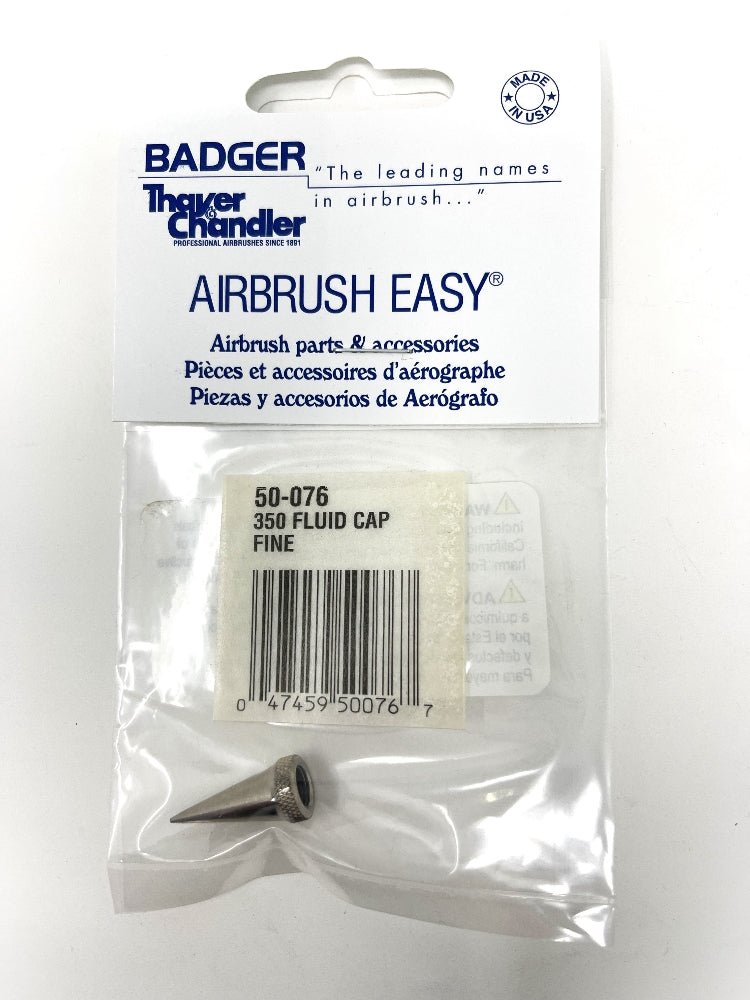 MADE
IN USA
BADGER
"The leading names
in airbrush..."
Thayer
& Chandler
PROFESSIONAL AIRBRUSHES SINCE 1891
AIRBRUSH EASY®
Airbrush parts & accessories
Pièces et accessoires d'aérographe
Piezas y accesorios de Aerógrafo
50-076
350 FLUID CAP
FINE
0 47459 50076 7